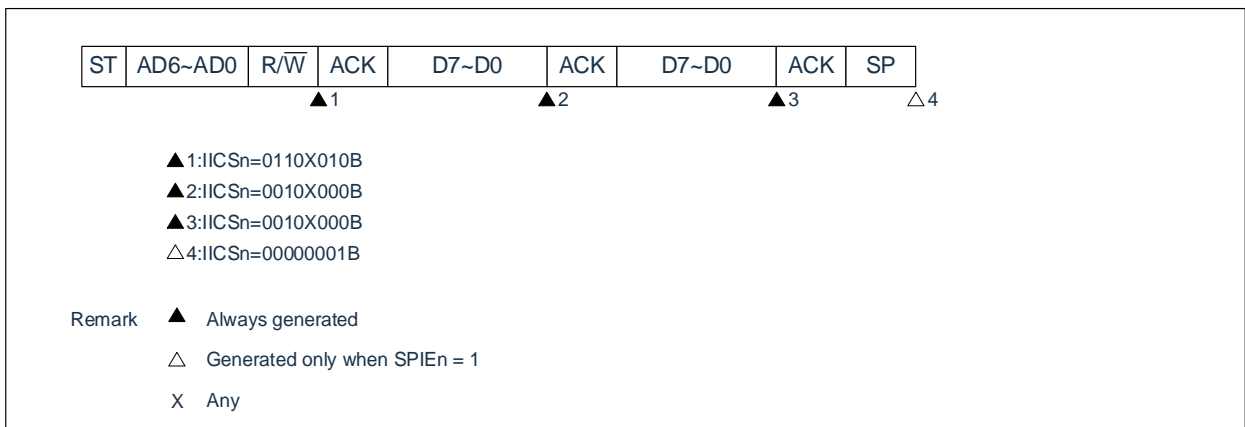 ST AD6~AD0 R/W̅ ACK D7~D0 ACK D7~D0 ACK SP
▲1 ▲2 ▲3 △4
▲1:IICSn=0110X010B
▲2:IICSn=0010X000B
▲3:IICSn=0010X000B
△4:IICSn=00000001B
Remark ▲ Always generated
△ Generated only when SPIEn = 1
X Any